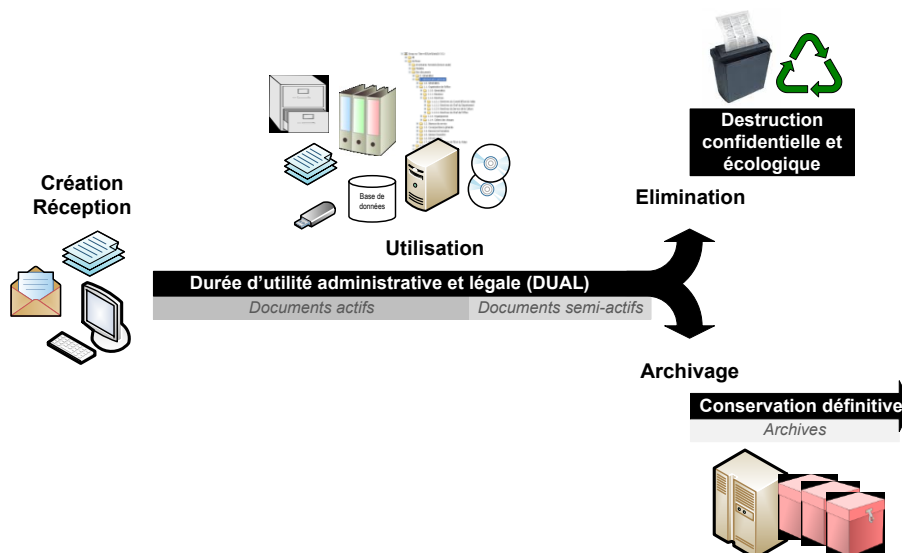 Création
Réception
Base de
données
Utilisation
Durée d'utilité administrative et légale (DUAL)
Documents actifs
Documents semi-actifs
Destruction
confidentielle et
écologique
Elimination
Archivage
Conservation définitive
Archives